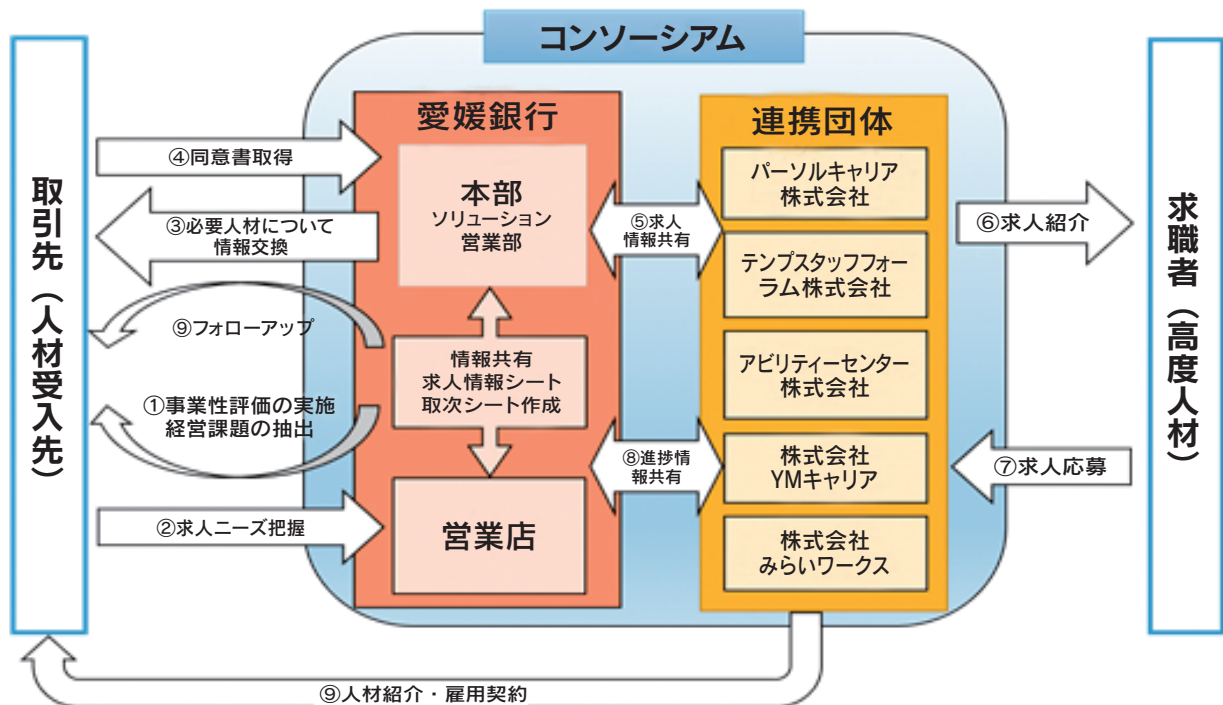 コンソーシアム
取引先（人材受入先）
④同意書取得
③必要人材について
情報交換
⑨フォローアップ
①事業性評価の実施
経営課題の抽出
②求人ニーズ把握
愛媛銀行
本部
ソリューション
営業部
情報共有
求人情報シート
取次シート作成
営業店
⑤求人
情報共有
⑧進捗情
報共有
連携団体
パーソルキャリア
株式会社
テンプスタッフフォー
ラム株式会社
アビリティーセンター
株式会社
株式会社
YMキャリア
株式会社
みらいワークス
⑥求人紹介
⑦求人応募
求職者（高度人材）
⑨人材紹介・雇用契約